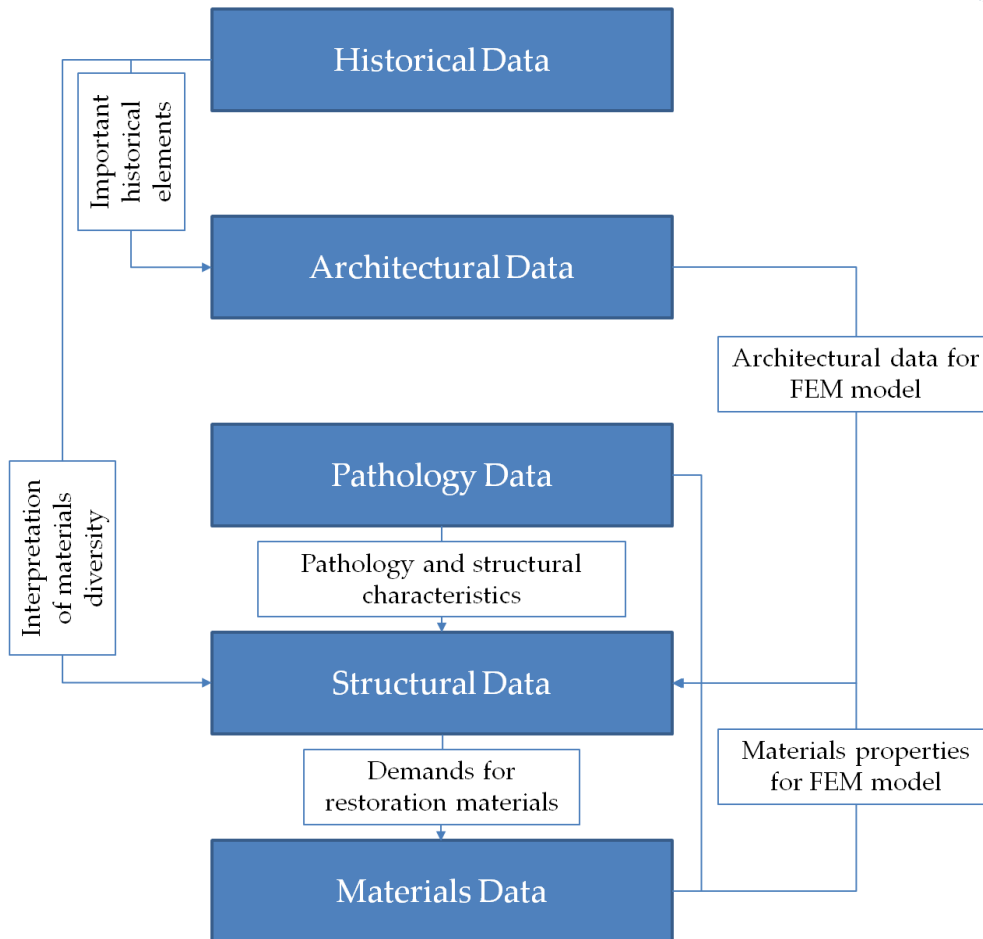 Historical Data
Important
historical
elements
Architectural Data
Architectural data for
FEM model
Pathology Data
Interpretation
of materials
diversity
Pathology and structural
characteristics
Structural Data
Demands for
restoration materials
Materials properties
for FEM model
Materials Data